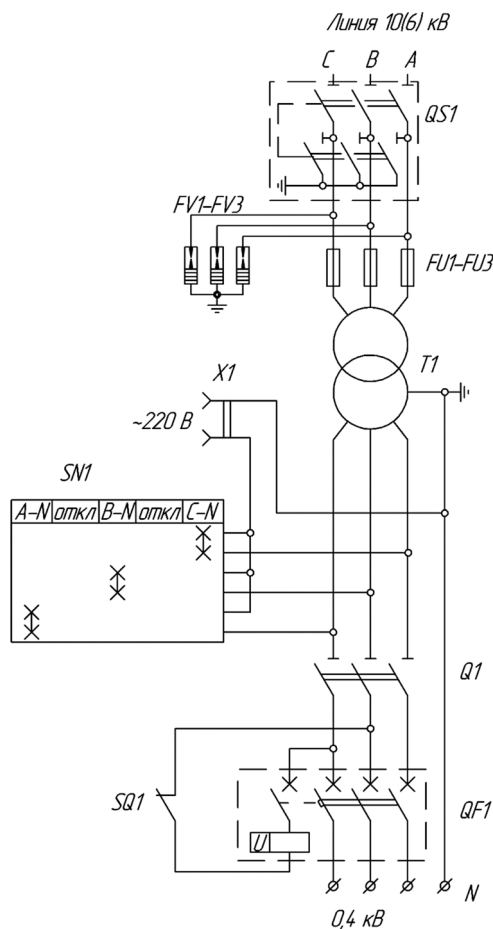 Линия 10(6) кВ
C B A
QS1
FV1-FV3
FU1-FU3
T1
X1
~220 В
SN1
A-N откл B-N откл C-N
Q1
SQ1
QF1
U
N
0,4 кВ